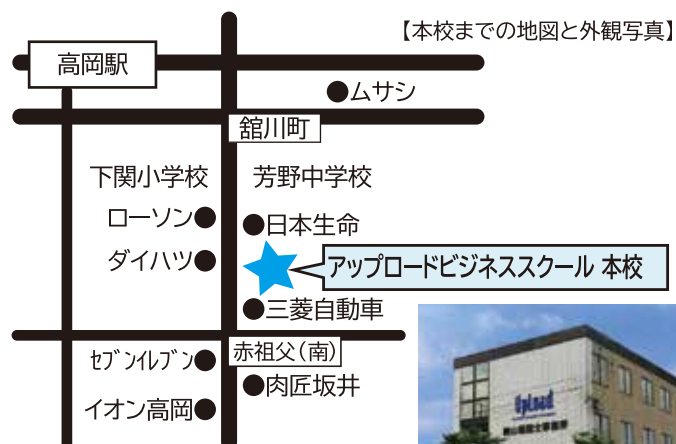 【本校までの地図と外観写真】
高岡駅
ムサシ
舘川町
下関小学校
芳野中学校
ローソン
日本生命
ダイハツ
アップロードビジネススクール 本校
三菱自動車
赤祖父（南）
セブンイレブン
肉匠坂井
イオン高岡
Upload